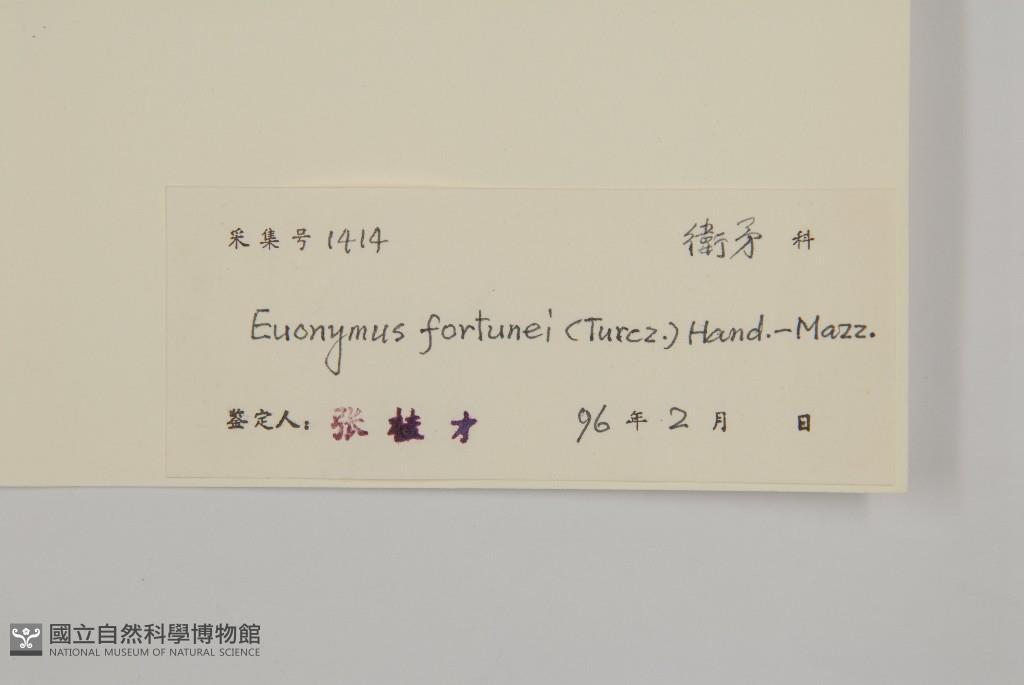 采集号 1414 衛矛 科
Euonymus fortunei (Turcz.) Hand.-Mazz.
鉴定人: 张桂才 96 年 2 月 日
國立自然科學博物館
NATIONAL MUSEUM OF NATURAL SCIENCE